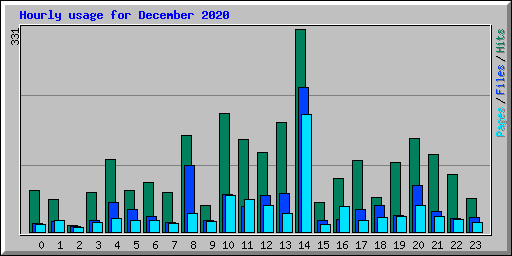 Hourly usage for December 2020
331
Pages / Files / Hits
0 1 2 3 4 5 6 7 8 9 10 11 12 13 14 15 16 17 18 19 20 21 22 23